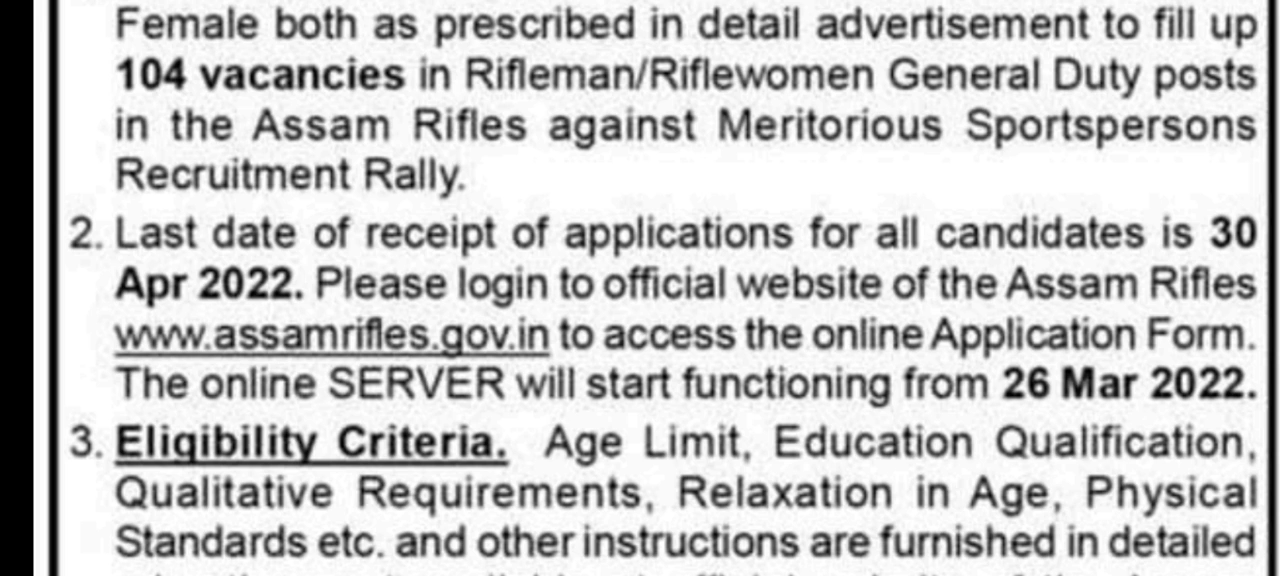 Female both as prescribed in detail advertisement to fill up
104 vacancies in Rifleman/Riflewomen General Duty posts
in the Assam Rifles against Meritorious Sportspersons
Recruitment Rally.
2. Last date of receipt of applications for all candidates is 30
Apr 2022. Please login to official website of the Assam Rifles
www.assamrifles.gov.in to access the online Application Form.
The online SERVER will start functioning from 26 Mar 2022.
3. Eligibility Criteria. Age Limit, Education Qualification,
Qualitative Requirements, Relaxation in Age, Physical
Standards etc. and other instructions are furnished in detailed